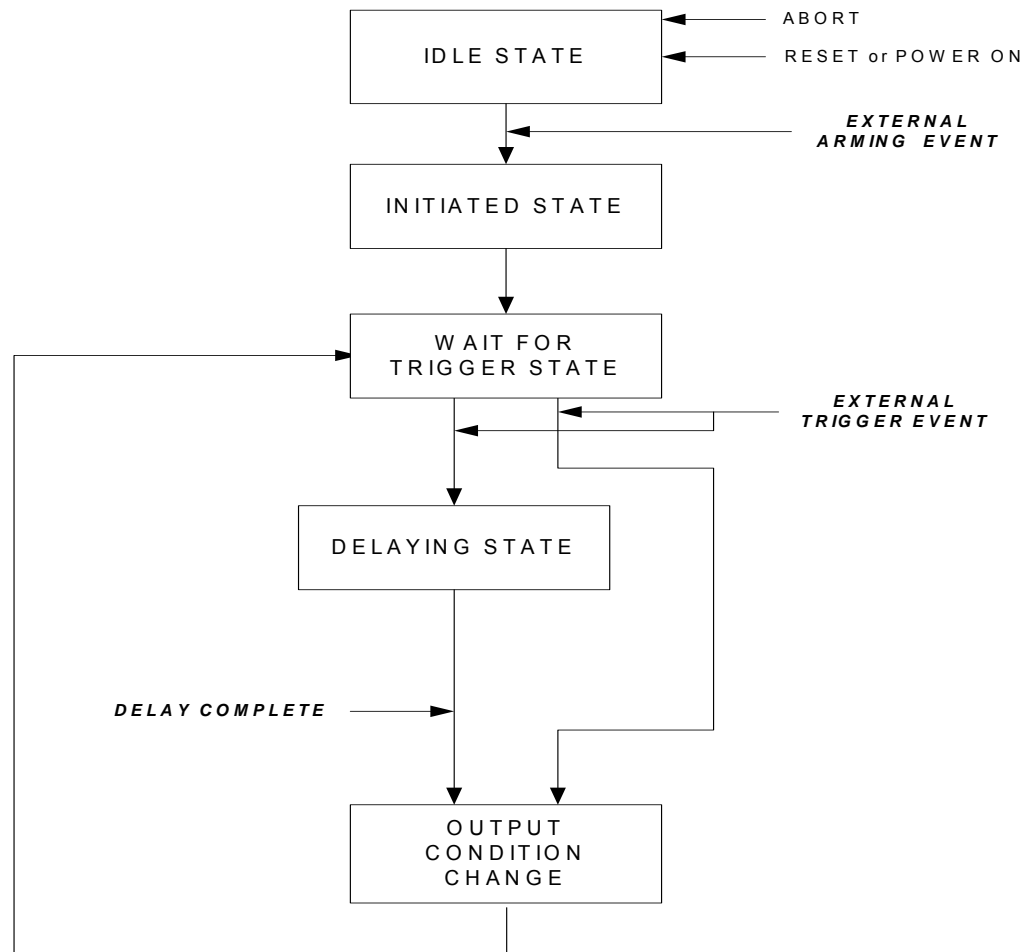 ABORT
IDLE STATE
RESET or POWER ON
EXTERNAL
ARMING EVENT
INITIATED STATE
WAIT FOR
TRIGGER STATE
EXTERNAL
TRIGGER EVENT
DELAYING STATE
DELAY COMPLETE
OUTPUT
CONDITION
CHANGE